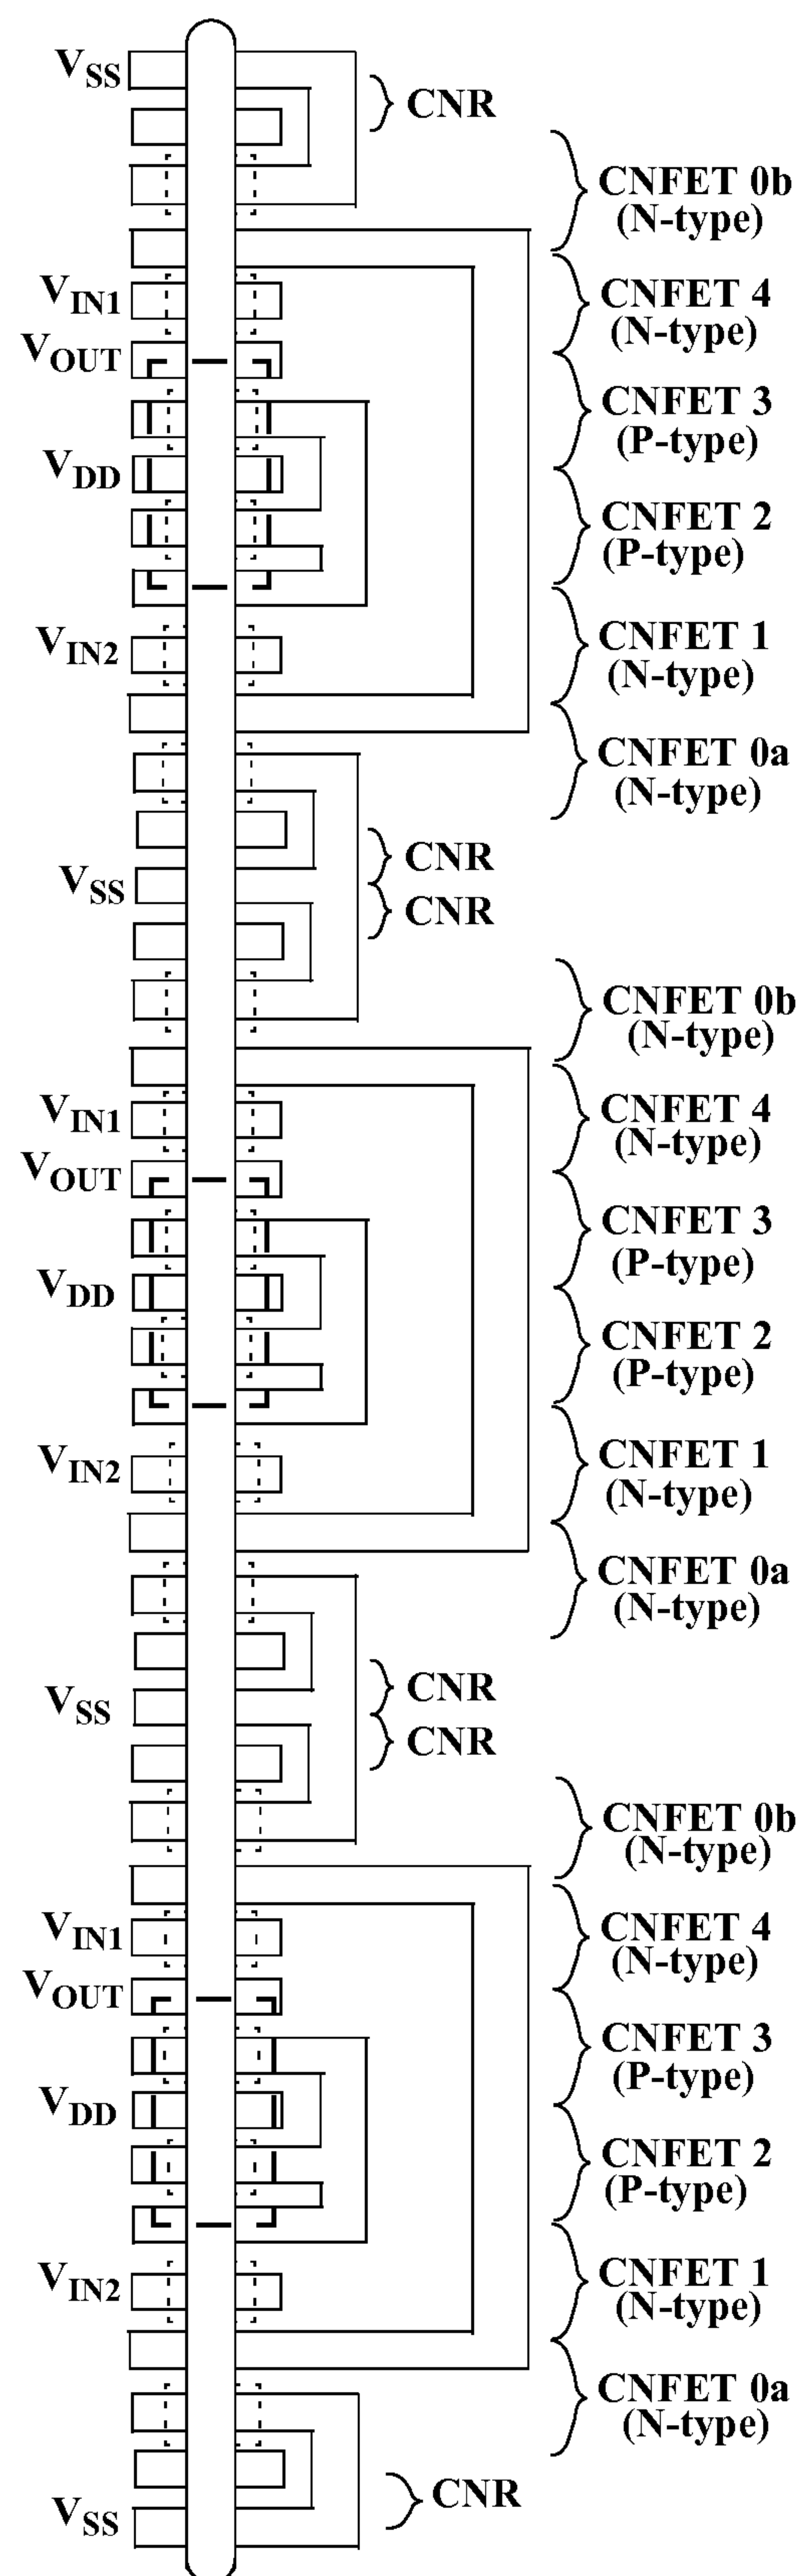 VSS
CNR
CNFET 0b
(N-type)
VIN1
CNFET 4
(N-type)
VOUT
CNFET 3
(P-type)
VDD
CNFET 2
(P-type)
VIN2
CNFET 1
(N-type)
CNFET 0a
(N-type)
CNR
VSS
CNR
CNFET 0b
(N-type)
VIN1
CNFET 4
(N-type)
VOUT
CNFET 3
(P-type)
VDD
CNFET 2
(P-type)
VIN2
CNFET 1
(N-type)
CNFET 0a
(N-type)
CNR
VSS
CNR
CNFET 0b
(N-type)
VIN1
CNFET 4
(N-type)
VOUT
CNFET 3
(P-type)
VDD
CNFET 2
(P-type)
VIN2
CNFET 1
(N-type)
CNFET 0a
(N-type)
CNR
VSS